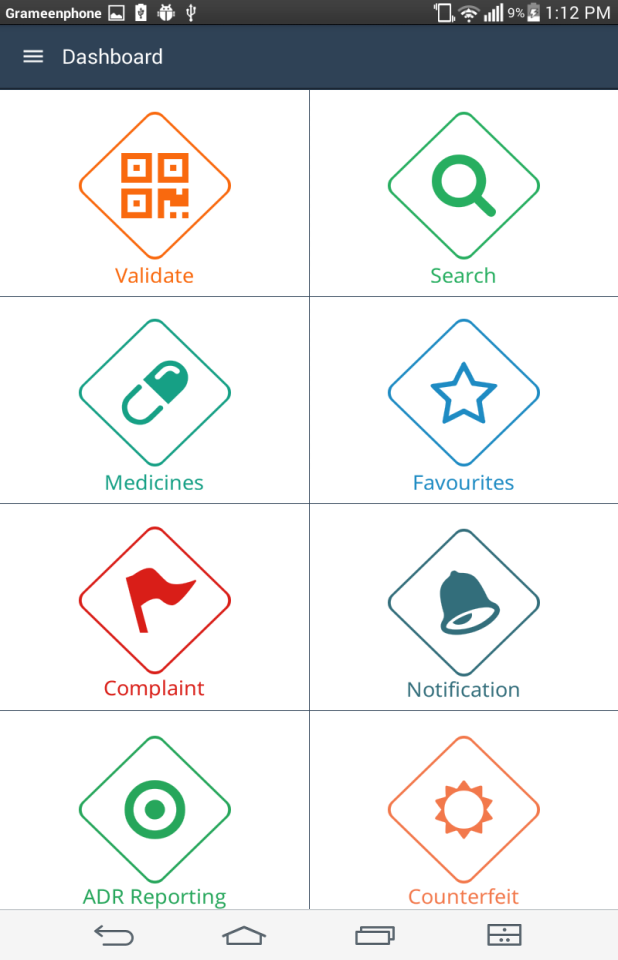 Grameenphone 9% 1:12 PM
Dashboard
Validate
Search
Medicines
Favourites
Complaint
Notification
ADR Reporting
Counterfeit